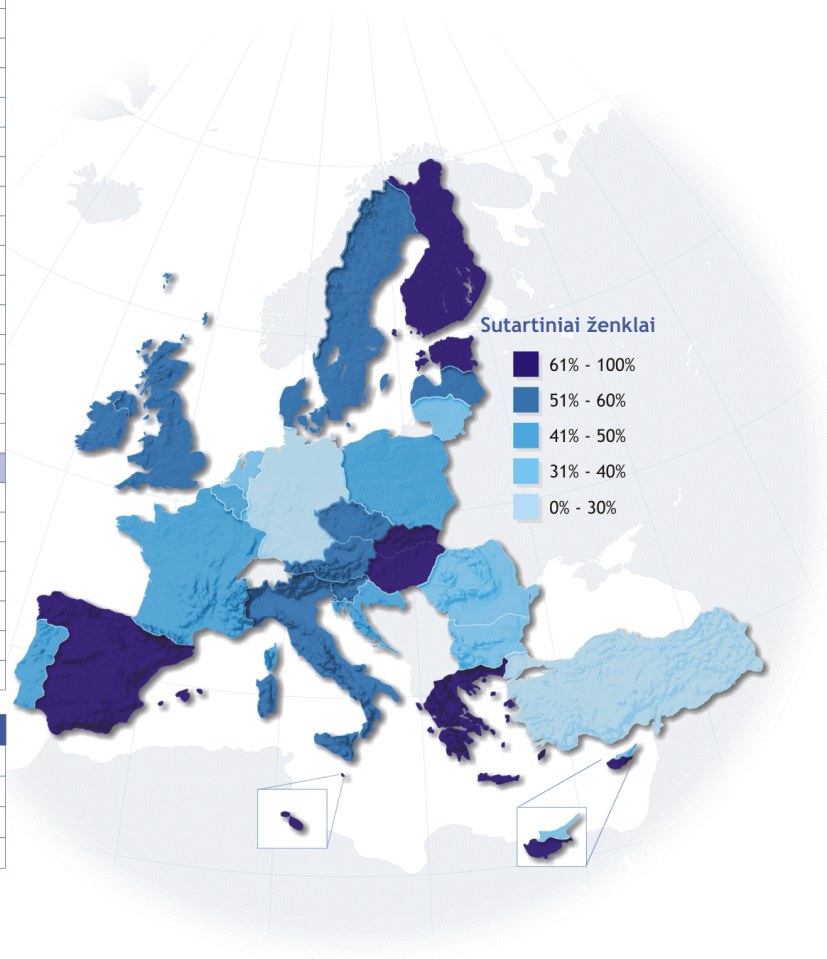 Sutartiniai ženklai
61% - 100%
51% - 60%
41% - 50%
31% - 40%
0% - 30%